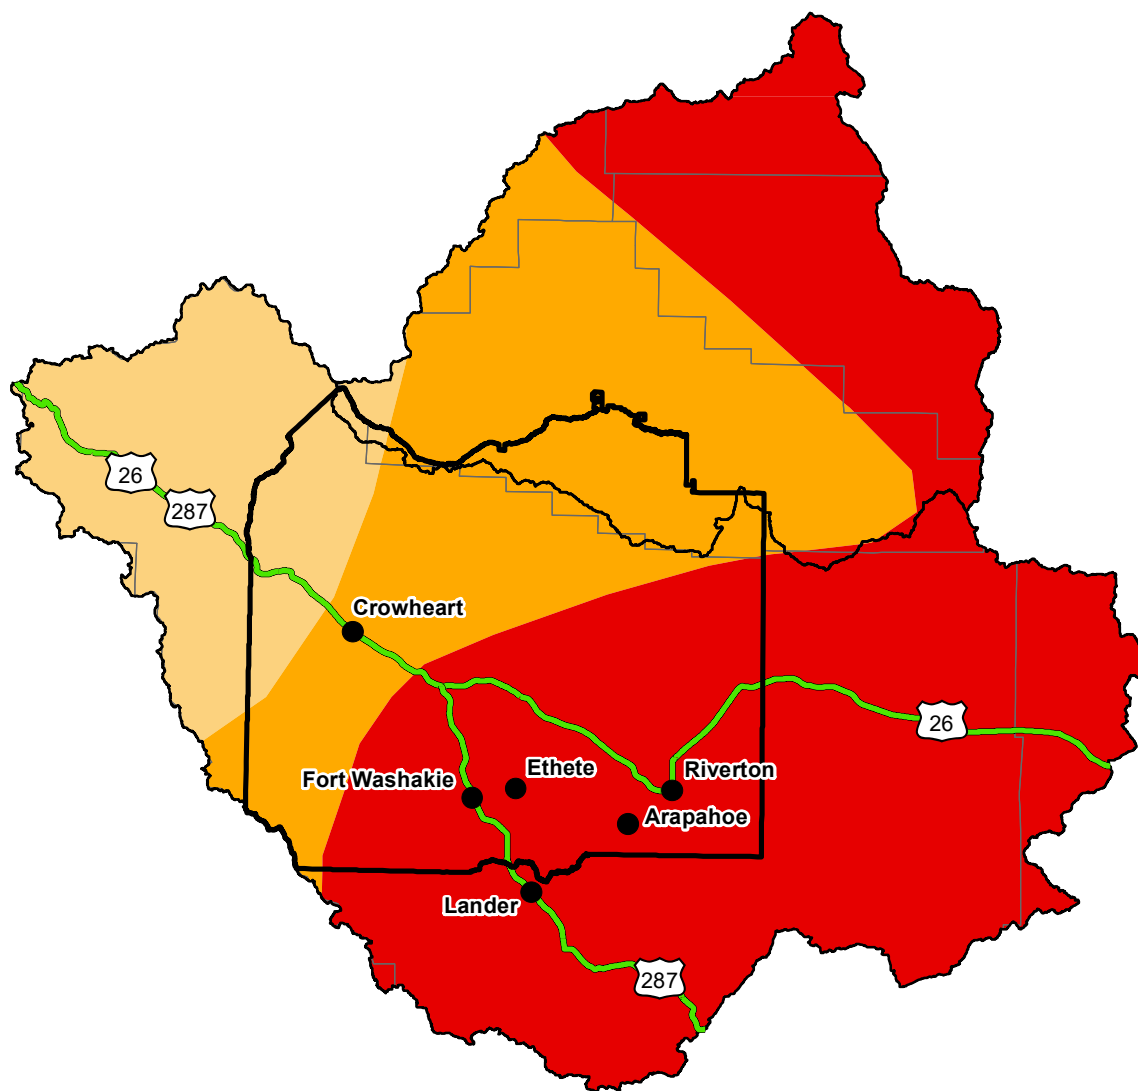 26
287
Crowheart
Ethete
Riverton
Fort Washakie
Arapahoe
26
Lander
287